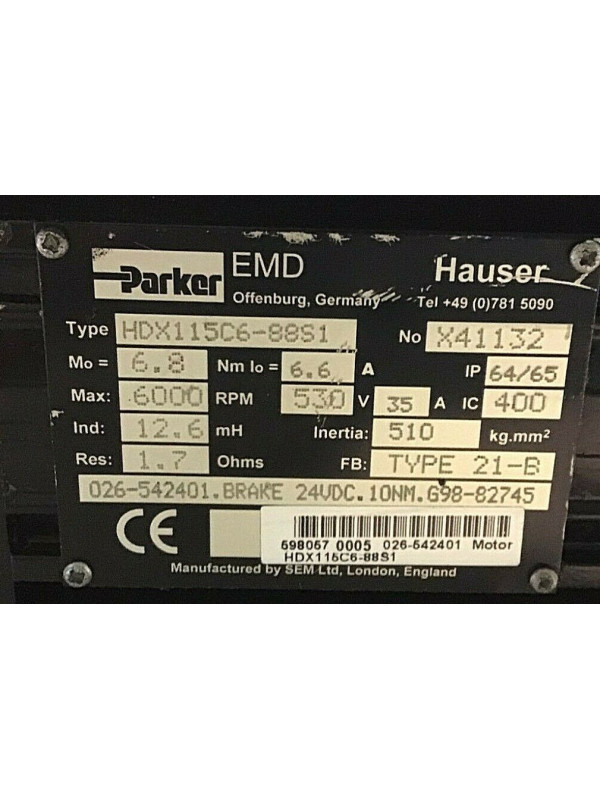 Parker EMD Hauser
Offenburg, Germany Tel +49 (0)781 5090
Type HDX115C6-88S1 No X41132
Mo = 6.8 Nm Io = 6.6 A IP 64/65
Max: 6000 RPM 530 V 35 A IC 400
Ind: 12.6 mH Inertia: 510 kg.mm²
Res: 1.7 Ohms FB: TYPE 21-B
026-542401.BRAKE 24VDC.10NM.G98-82745
CE
598057 0005 026-542401 Motor
HDX115C6-88S1
Manufactured by SEM Ltd, London, England